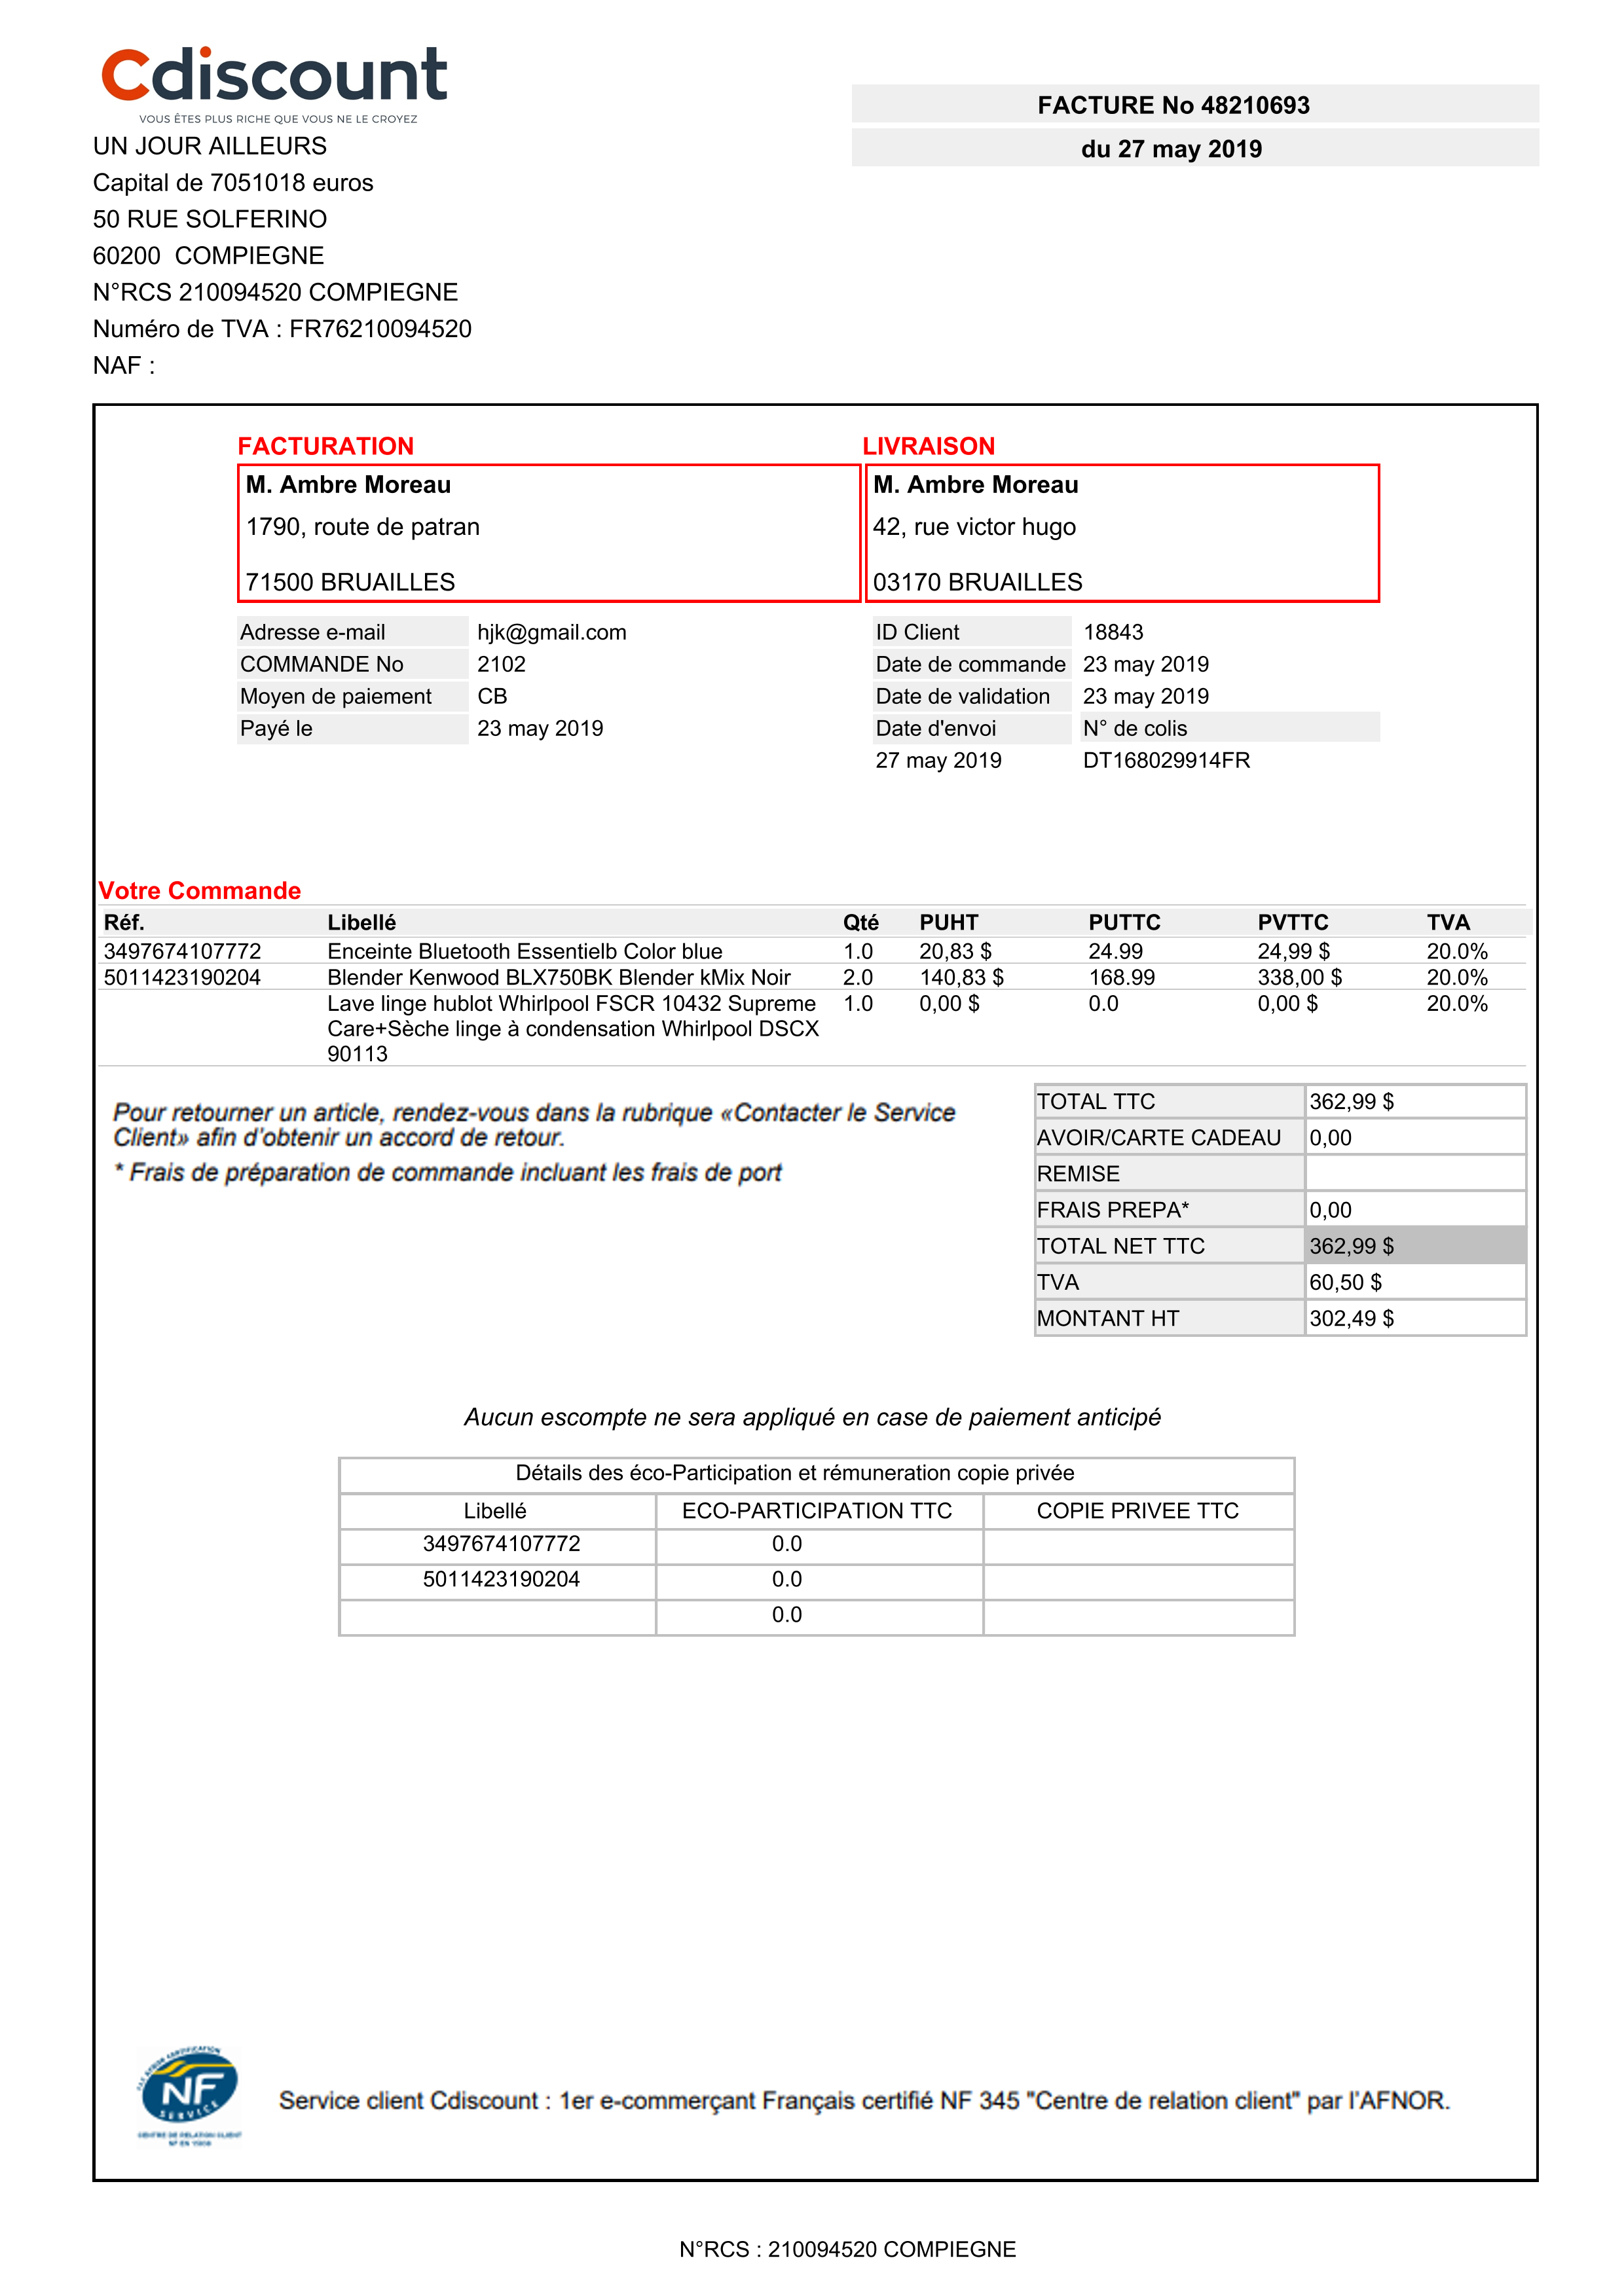 Cdiscount
VOUS ÊTES PLUS RICHE QUE VOUS NE LE CROYEZ
FACTURE No 48210693
du 27 may 2019
UN JOUR AILLEURS
Capital de 7051018 euros
50 RUE SOLFERINO
60200 COMPIEGNE
N°RCS 210094520 COMPIEGNE
Numéro de TVA : FR76210094520
NAF :
FACTURATION LIVRAISON
M. Ambre Moreau M. Ambre Moreau
1790, route de patran 42, rue victor hugo
71500 BRUAILLES 03170 BRUAILLES
Adresse e-mail hjk@gmail.com ID Client 18843
COMMANDE No 2102 Date de commande 23 may 2019
Moyen de paiement CB Date de validation 23 may 2019
Payé le 23 may 2019 Date d'envoi N° de colis
27 may 2019 DT168029914FR
Votre Commande
Réf. Libellé Qté PUHT PUTTC PVTTC TVA
3497674107772 Enceinte Bluetooth Essentielb Color blue 1.0 20,83 $ 24.99 24,99 $ 20.0%
5011423190204 Blender Kenwood BLX750BK Blender kMix Noir 2.0 140,83 $ 168.99 338,00 $ 20.0%
Lave linge hublot Whirlpool FSCR 10432 Supreme 1.0 0,00 $ 0.0 0,00 $ 20.0%
Care+Sèche linge à condensation Whirlpool DSCX
90113
Pour retourner un article, rendez-vous dans la rubrique «Contacter le Service
Client» afin d'obtenir un accord de retour.
* Frais de préparation de commande incluant les frais de port
TOTAL TTC 362,99 $
AVOIR/CARTE CADEAU 0,00
REMISE
FRAIS PREPA* 0,00
TOTAL NET TTC 362,99 $
TVA 60,50 $
MONTANT HT 302,49 $
Aucun escompte ne sera appliqué en case de paiement anticipé
Détails des éco-Participation et rémuneration copie privée
Libellé ECO-PARTICIPATION TTC COPIE PRIVEE TTC
3497674107772 0.0
5011423190204 0.0
0.0
NF
SERVICE
CENTRE DE RELATION CLIENT
Service client Cdiscount : 1er e-commerçant Français certifié NF 345 "Centre de relation client" par l'AFNOR.
N°RCS : 210094520 COMPIEGNE